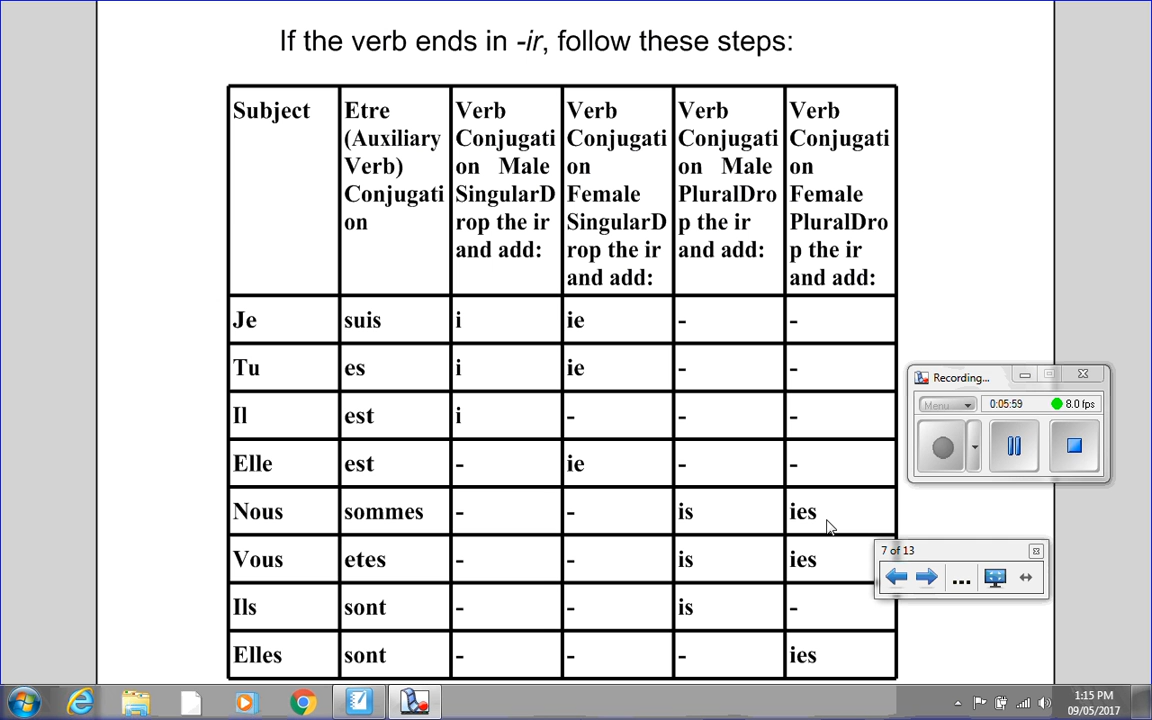 If the verb ends in -ir, follow these steps:
Subject
Etre
(Auxiliary
Verb)
Conjugati
on
Verb
Conjugati
on Male
SingularD
rop the ir
and add:
Verb
Conjugati
on
Female
SingularD
rop the ir
and add:
Verb
Conjugati
on Male
PluralDro
p the ir
and add:
Verb
Conjugati
on
Female
PluralDro
p the ir
and add:
Je suis i ie - -
Tu es i ie - -
Il est i - - -
Elle est - ie - -
Nous sommes - - is ies
Vous etes - - is ies
Ils sont - - is -
Elles sont - - - ies
Recording...
Menu 0:05:59 8.0 fps
7 of 13
...
1:15 PM
09/05/2017